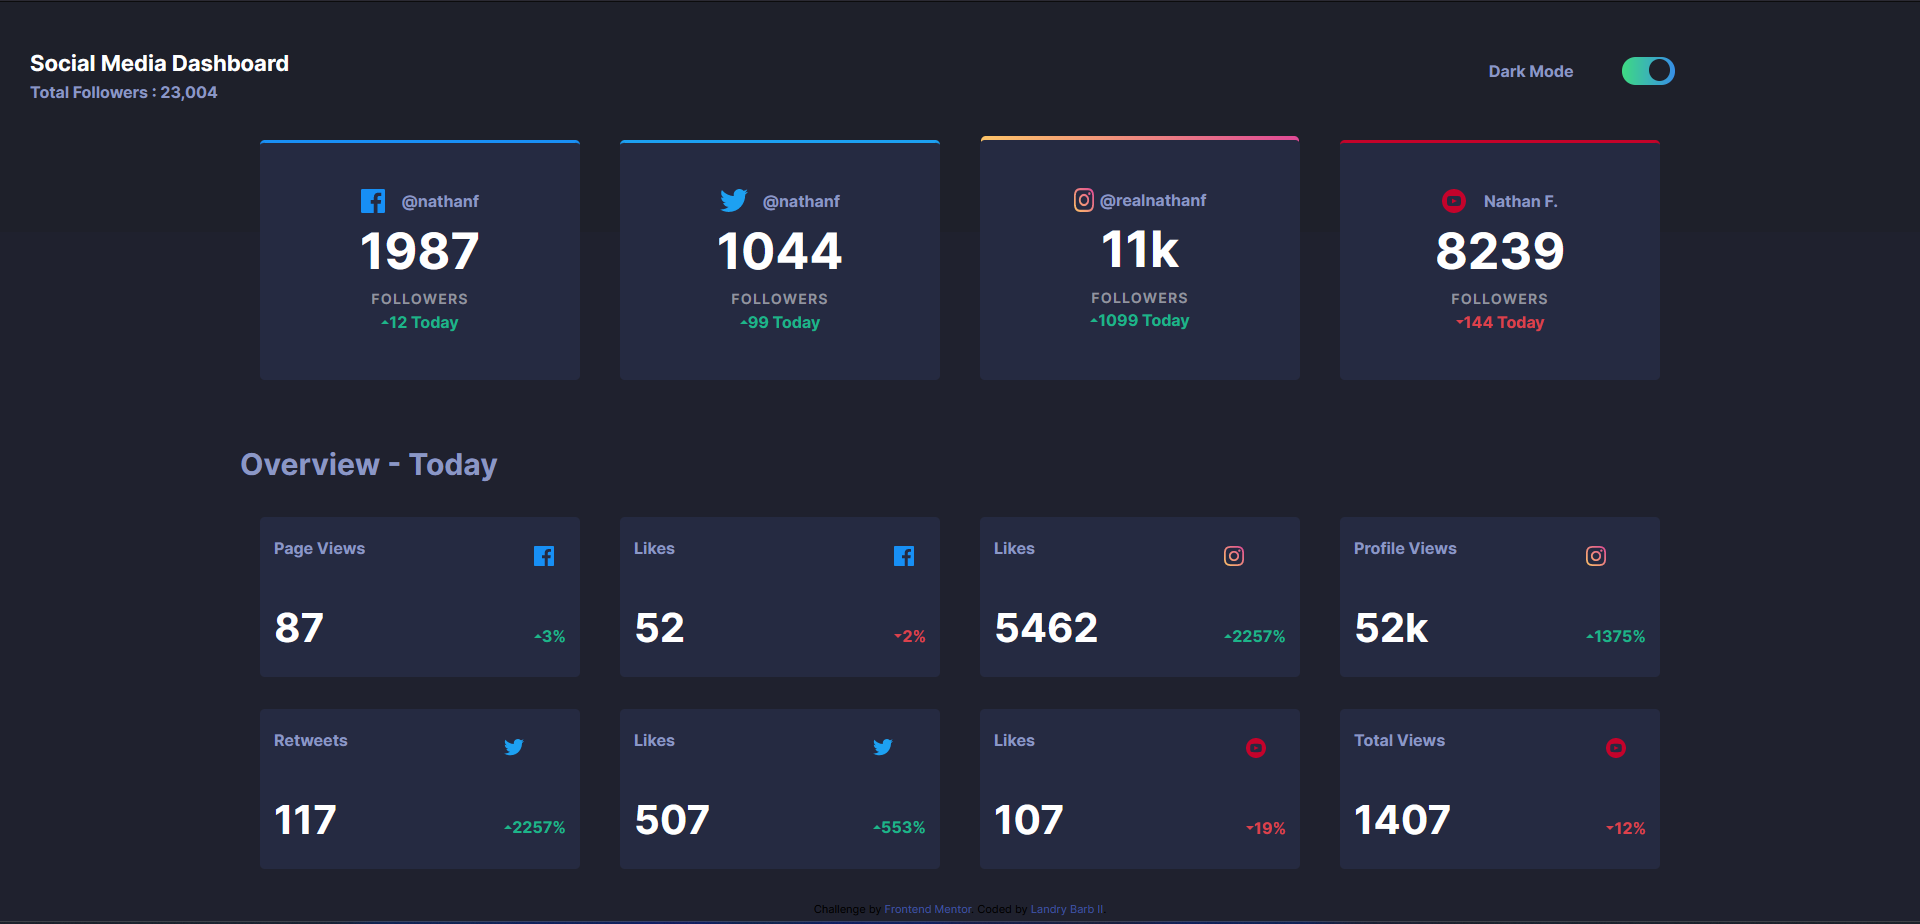 Social Media Dashboard
Total Followers : 23,004
Dark Mode
@nathanf
1987
FOLLOWERS
12 Today
@nathanf
1044
FOLLOWERS
99 Today
@realnathanf
11k
FOLLOWERS
1099 Today
Nathan F.
8239
FOLLOWERS
144 Today
Overview - Today
Page Views
87
3%
Likes
52
2%
Likes
5462
2257%
Profile Views
52k
1375%
Retweets
117
2257%
Likes
507
553%
Likes
107
19%
Total Views
1407
12%
Challenge by Frontend Mentor. Coded by Landry Barb II.